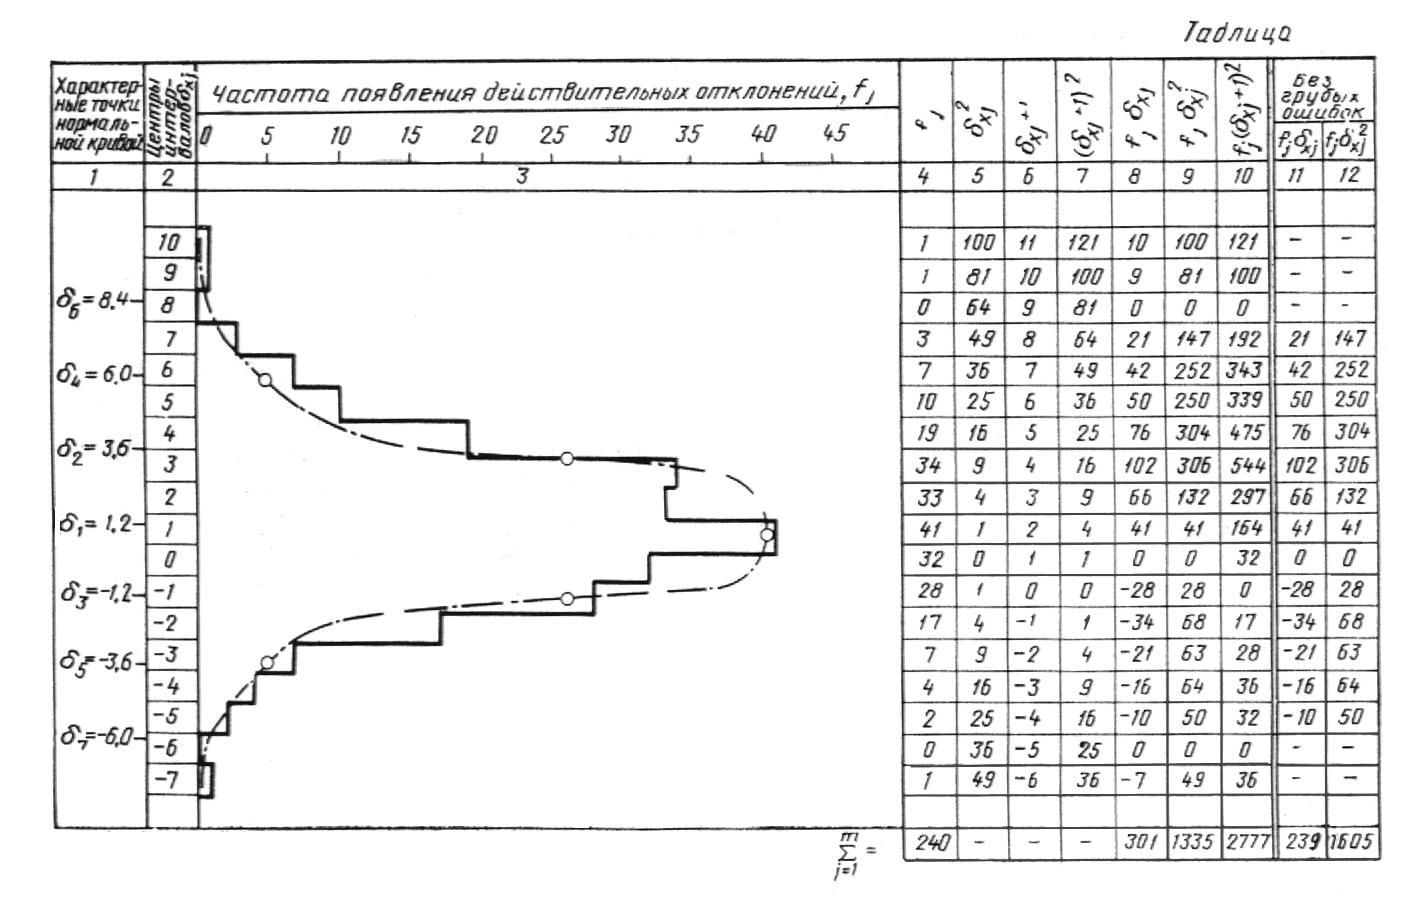 Таблица
Характер-
ные точки
нормаль-
ной кривой
Центры
интер-
валов δxj
Частота появления действительных отклонений, fj
0 5 10 15 20 25 30 35 40 45
fj
δxj²
δxj+1
(δxj+1)²
fj δxj
fj δxj²
fj(δxj+1)²
Без
грубых
ошибок
fjδxj fjδxj²
1 2 3 4 5 6 7 8 9 10 11 12
10 1 100 11 121 10 100 121 – –
9 1 81 10 100 9 81 100 – –
δ6=8.4 8 0 64 9 81 0 0 0 – –
7 3 49 8 64 21 147 192 21 147
δ4=6,0 6 7 36 7 49 42 252 343 42 252
5 10 25 6 36 50 250 339 50 250
4 19 16 5 25 76 304 475 76 304
δ2=3,6 3 34 9 4 16 102 306 544 102 306
2 33 4 3 9 66 132 297 66 132
δ1=1,2 1 41 1 2 4 41 41 164 41 41
0 32 0 1 1 0 0 32 0 0
δ3=-1,2 -1 28 1 0 0 -28 28 0 -28 28
-2 17 4 -1 1 -34 68 17 -34 68
δ5=-3,6 -3 7 9 -2 4 -21 63 28 -21 63
-4 4 16 -3 9 -16 64 36 -16 64
-5 2 25 -4 16 -10 50 32 -10 50
δ7=-6,0 -6 0 36 -5 25 0 0 0 - –
-7 1 49 -6 36 -7 49 36 - –
m
Σ =
j=1
240 – – – 301 1335 2777 239 1605